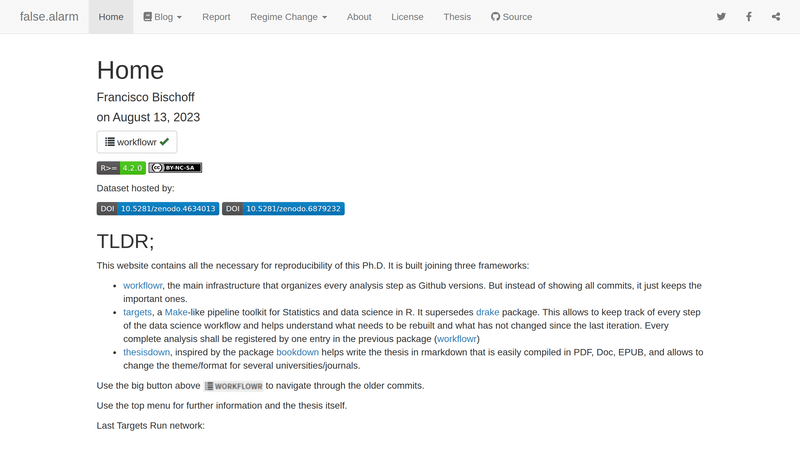 false.alarm Home Blog Report Regime Change About License Thesis Source
Home
Francisco Bischoff
on August 13, 2023
workflowr
R>= 4.2.0 CC BY-NC-SA
Dataset hosted by:
DOI 10.5281/zenodo.4634013 DOI 10.5281/zenodo.6879232
TLDR;
This website contains all the necessary for reproducibility of this Ph.D. It is built joining three frameworks:
• workflowr, the main infrastructure that organizes every analysis step as Github versions. But instead of showing all commits, it just keeps the
important ones.
• targets, a Make-like pipeline toolkit for Statistics and data science in R. It supersedes drake package. This allows to keep track of every step
of the data science workflow and helps understand what needs to be rebuilt and what has not changed since the last iteration. Every
complete analysis shall be registered by one entry in the previous package (workflowr)
• thesisdown, inspired by the package bookdown helps write the thesis in rmarkdown that is easily compiled in PDF, Doc, EPUB, and allows to
change the theme/format for several universities/journals.
Use the big button above WORKFLOWR to navigate through the older commits.
Use the top menu for further information and the thesis itself.
Last Targets Run network: